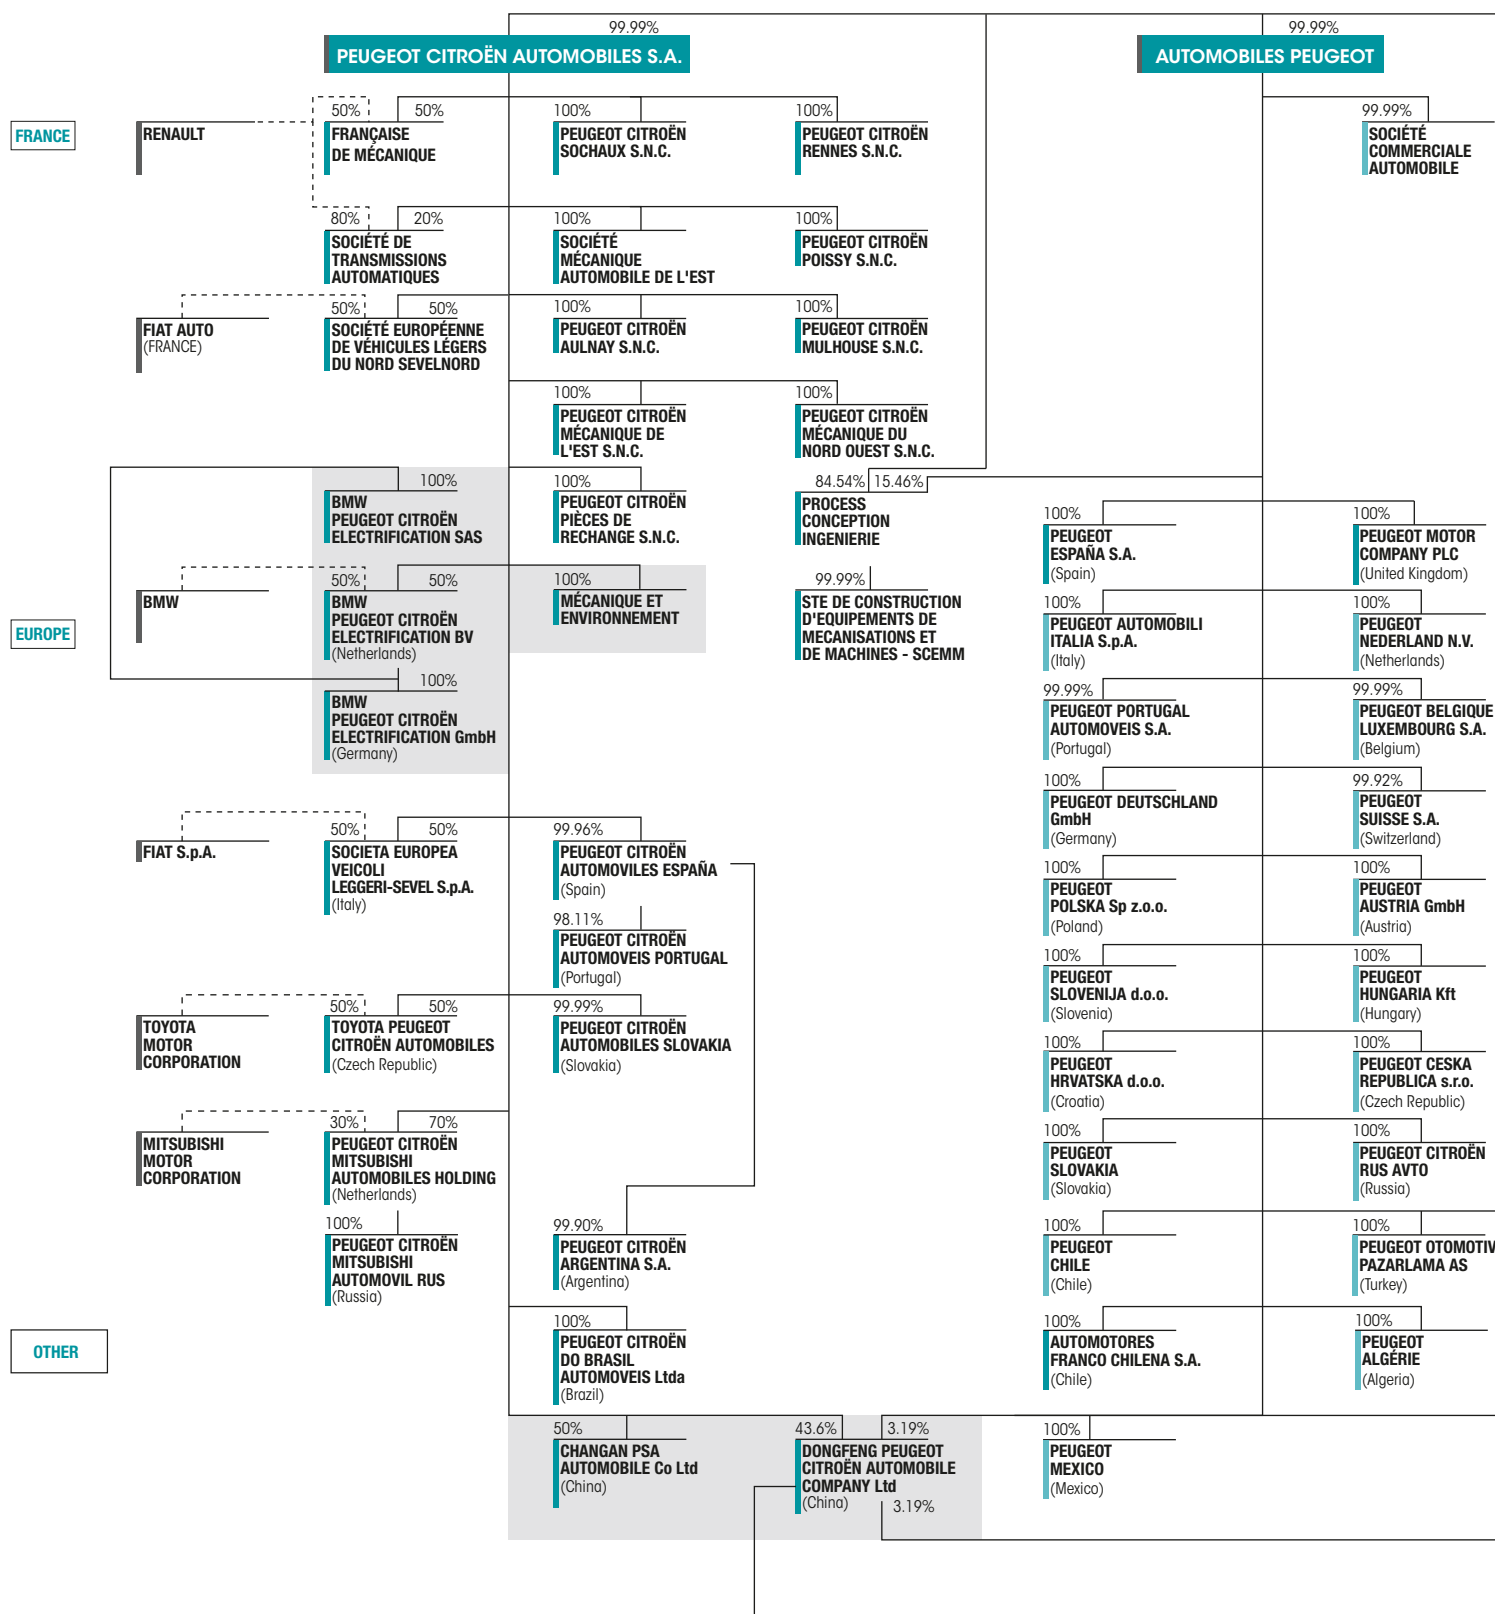 99.99%
99.99%
PEUGEOT CITROËN AUTOMOBILES S.A.
AUTOMOBILES PEUGEOT
FRANCE
RENAULT
50%
50%
FRANÇAISE
DE MÉCANIQUE
100%
PEUGEOT CITROËN
SOCHAUX S.N.C.
100%
PEUGEOT CITROËN
RENNES S.N.C.
99.99%
SOCIÉTÉ
COMMERCIALE
AUTOMOBILE
80%
20%
SOCIÉTÉ DE
TRANSMISSIONS
AUTOMATIQUES
100%
SOCIÉTÉ
MÉCANIQUE
AUTOMOBILE DE L'EST
100%
PEUGEOT CITROËN
POISSY S.N.C.
FIAT AUTO
(FRANCE)
50%
50%
SOCIÉTÉ EUROPÉENNE
DE VÉHICULES LÉGERS
DU NORD SEVELNORD
100%
PEUGEOT CITROËN
AULNAY S.N.C.
100%
PEUGEOT CITROËN
MULHOUSE S.N.C.
100%
PEUGEOT CITROËN
MÉCANIQUE DE
L'EST S.N.C.
100%
PEUGEOT CITROËN
MÉCANIQUE DU
NORD OUEST S.N.C.
100%
BMW
PEUGEOT CITROËN
ELECTRIFICATION SAS
100%
PEUGEOT CITROËN
PIÈCES DE
RECHANGE S.N.C.
84.54%
15.46%
PROCESS
CONCEPTION
INGENIERIE
100%
PEUGEOT
ESPAÑA S.A.
(Spain)
100%
PEUGEOT MOTOR
COMPANY PLC
(United Kingdom)
EUROPE
BMW
50%
50%
BMW
PEUGEOT CITROËN
ELECTRIFICATION BV
(Netherlands)
100%
MÉCANIQUE ET
ENVIRONNEMENT
99.99%
STE DE CONSTRUCTION
D'EQUIPEMENTS DE
MECANISATIONS ET
DE MACHINES - SCEMM
100%
PEUGEOT AUTOMOBILI
ITALIA S.p.A.
(Italy)
100%
PEUGEOT
NEDERLAND N.V.
(Netherlands)
100%
BMW
PEUGEOT CITROËN
ELECTRIFICATION GmbH
(Germany)
99.99%
PEUGEOT PORTUGAL
AUTOMOVEIS S.A.
(Portugal)
99.99%
PEUGEOT BELGIQUE
LUXEMBOURG S.A.
(Belgium)
100%
PEUGEOT DEUTSCHLAND
GmbH
(Germany)
99.92%
PEUGEOT
SUISSE S.A.
(Switzerland)
FIAT S.p.A.
50%
50%
SOCIETA EUROPEA
VEICOLI
LEGGERI-SEVEL S.p.A.
(Italy)
99.96%
PEUGEOT CITROËN
AUTOMOVILES ESPAÑA
(Spain)
100%
PEUGEOT
POLSKA Sp z.o.o.
(Poland)
100%
PEUGEOT
AUSTRIA GmbH
(Austria)
98.11%
PEUGEOT CITROËN
AUTOMOVEIS PORTUGAL
(Portugal)
100%
PEUGEOT
SLOVENIJA d.o.o.
(Slovenia)
100%
PEUGEOT
HUNGARIA Kft
(Hungary)
TOYOTA
MOTOR
CORPORATION
50%
50%
TOYOTA PEUGEOT
CITROËN AUTOMOBILES
(Czech Republic)
99.99%
PEUGEOT CITROËN
AUTOMOBILES SLOVAKIA
(Slovakia)
100%
PEUGEOT
HRVATSKA d.o.o.
(Croatia)
100%
PEUGEOT CESKA
REPUBLICA s.r.o.
(Czech Republic)
MITSUBISHI
MOTOR
CORPORATION
30%
70%
PEUGEOT CITROËN
MITSUBISHI
AUTOMOBILES HOLDING
(Netherlands)
100%
PEUGEOT
SLOVAKIA
(Slovakia)
100%
PEUGEOT CITROËN
RUS AVTO
(Russia)
100%
PEUGEOT CITROËN
MITSUBISHI
AUTOMOVIL RUS
(Russia)
99.90%
PEUGEOT CITROËN
ARGENTINA S.A.
(Argentina)
100%
PEUGEOT
CHILE
(Chile)
100%
PEUGEOT OTOMOTIV
PAZARLAMA AS
(Turkey)
OTHER
100%
PEUGEOT CITROËN
DO BRASIL
AUTOMOVEIS Ltda
(Brazil)
100%
AUTOMOTORES
FRANCO CHILENA S.A.
(Chile)
100%
PEUGEOT
ALGÉRIE
(Algeria)
50%
CHANGAN PSA
AUTOMOBILE Co Ltd
(China)
43.6%
3.19%
DONGFENG PEUGEOT
CITROËN AUTOMOBILE
COMPANY Ltd
(China)
3.19%
100%
PEUGEOT
MEXICO
(Mexico)